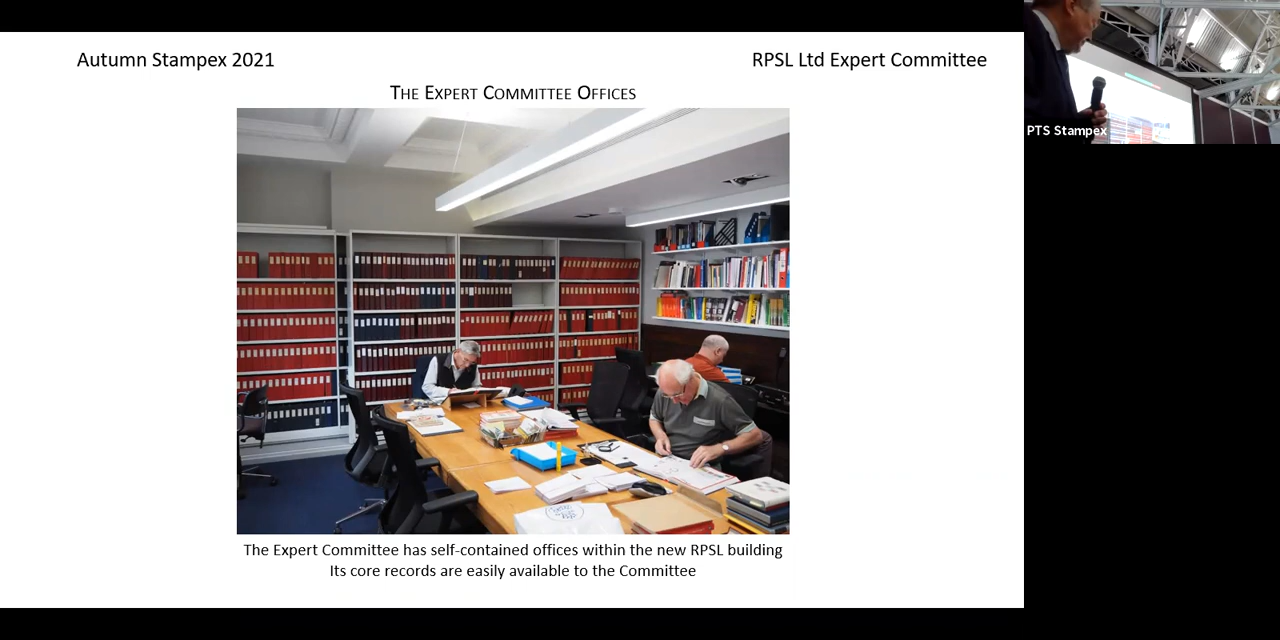 Autumn Stampex 2021
RPSL Ltd Expert Committee
THE EXPERT COMMITTEE OFFICES
PTS Stampex
The Expert Committee has self-contained offices within the new RPSL building
Its core records are easily available to the Committee